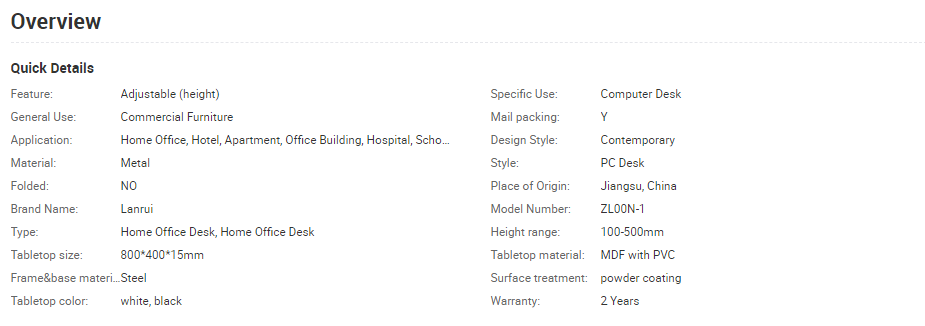 Overview
Quick Details
Feature: Adjustable (height) Specific Use: Computer Desk
General Use: Commercial Furniture Mail packing: Y
Application: Home Office, Hotel, Apartment, Office Building, Hospital, Scho... Design Style: Contemporary
Material: Metal Style: PC Desk
Folded: NO Place of Origin: Jiangsu, China
Brand Name: Lanrui Model Number: ZL00N-1
Type: Home Office Desk, Home Office Desk Height range: 100-500mm
Tabletop size: 800*400*15mm Tabletop material: MDF with PVC
Frame&base materi... Steel Surface treatment: powder coating
Tabletop color: white, black Warranty: 2 Years